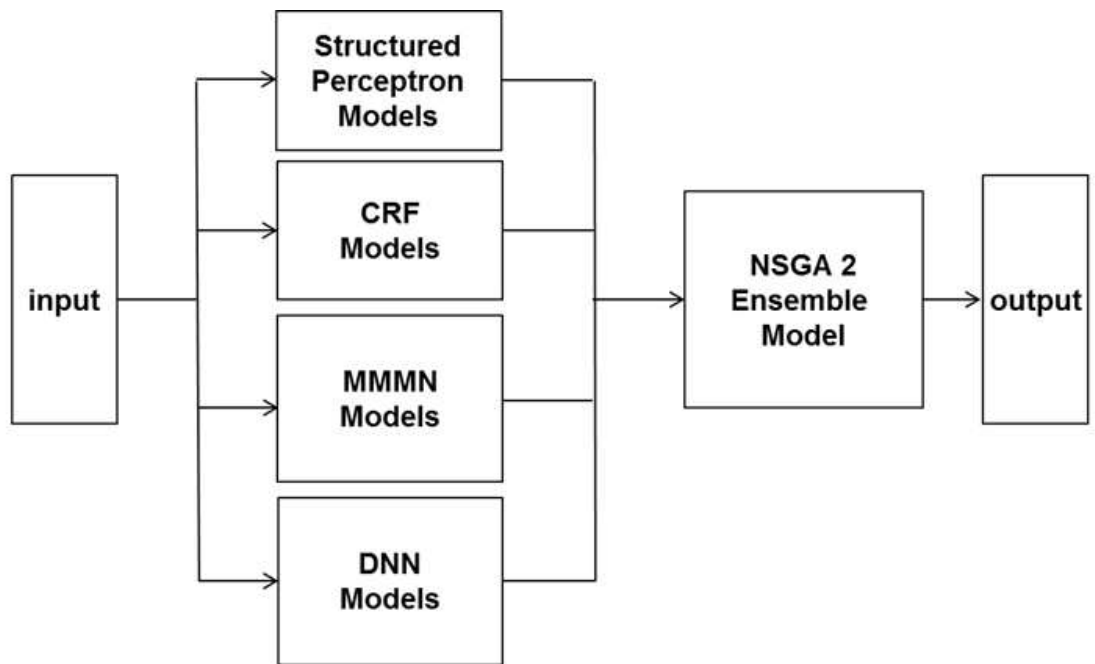 input
Structured
Perceptron
Models
CRF
Models
MMMN
Models
DNN
Models
NSGA 2
Ensemble
Model
output